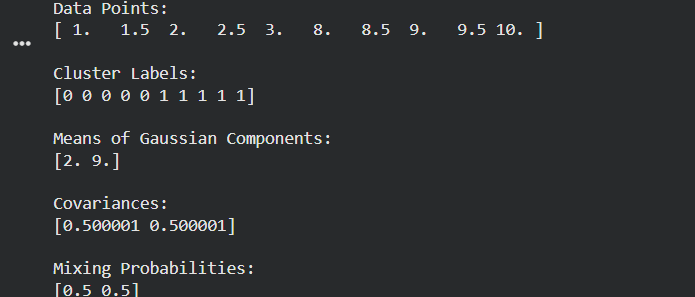 Data Points:
[ 1.   1.5  2.   2.5  3.   8.   8.5  9.   9.5 10. ]
Cluster Labels:
[0 0 0 0 0 1 1 1 1 1]
Means of Gaussian Components:
[2. 9.]
Covariances:
[0.500001 0.500001]
Mixing Probabilities:
[0.5 0.5]